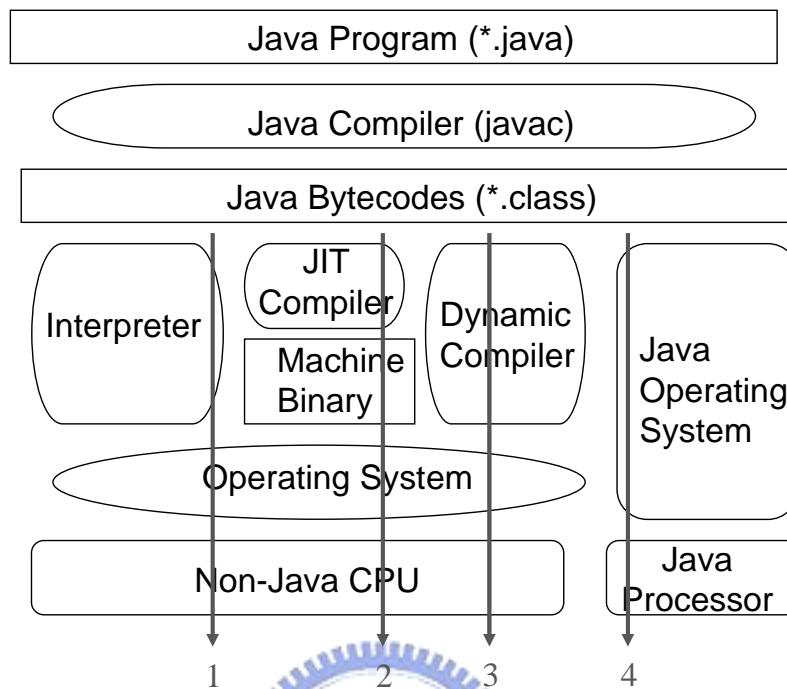 Java Program (*.java)
Java Compiler (javac)
Java Bytecodes (*.class)
Interpreter
JIT
Compiler
Machine
Binary
Dynamic
Compiler
Java
Operating
System
Operating System
Non-Java CPU
Java
Processor
1
2
3
4